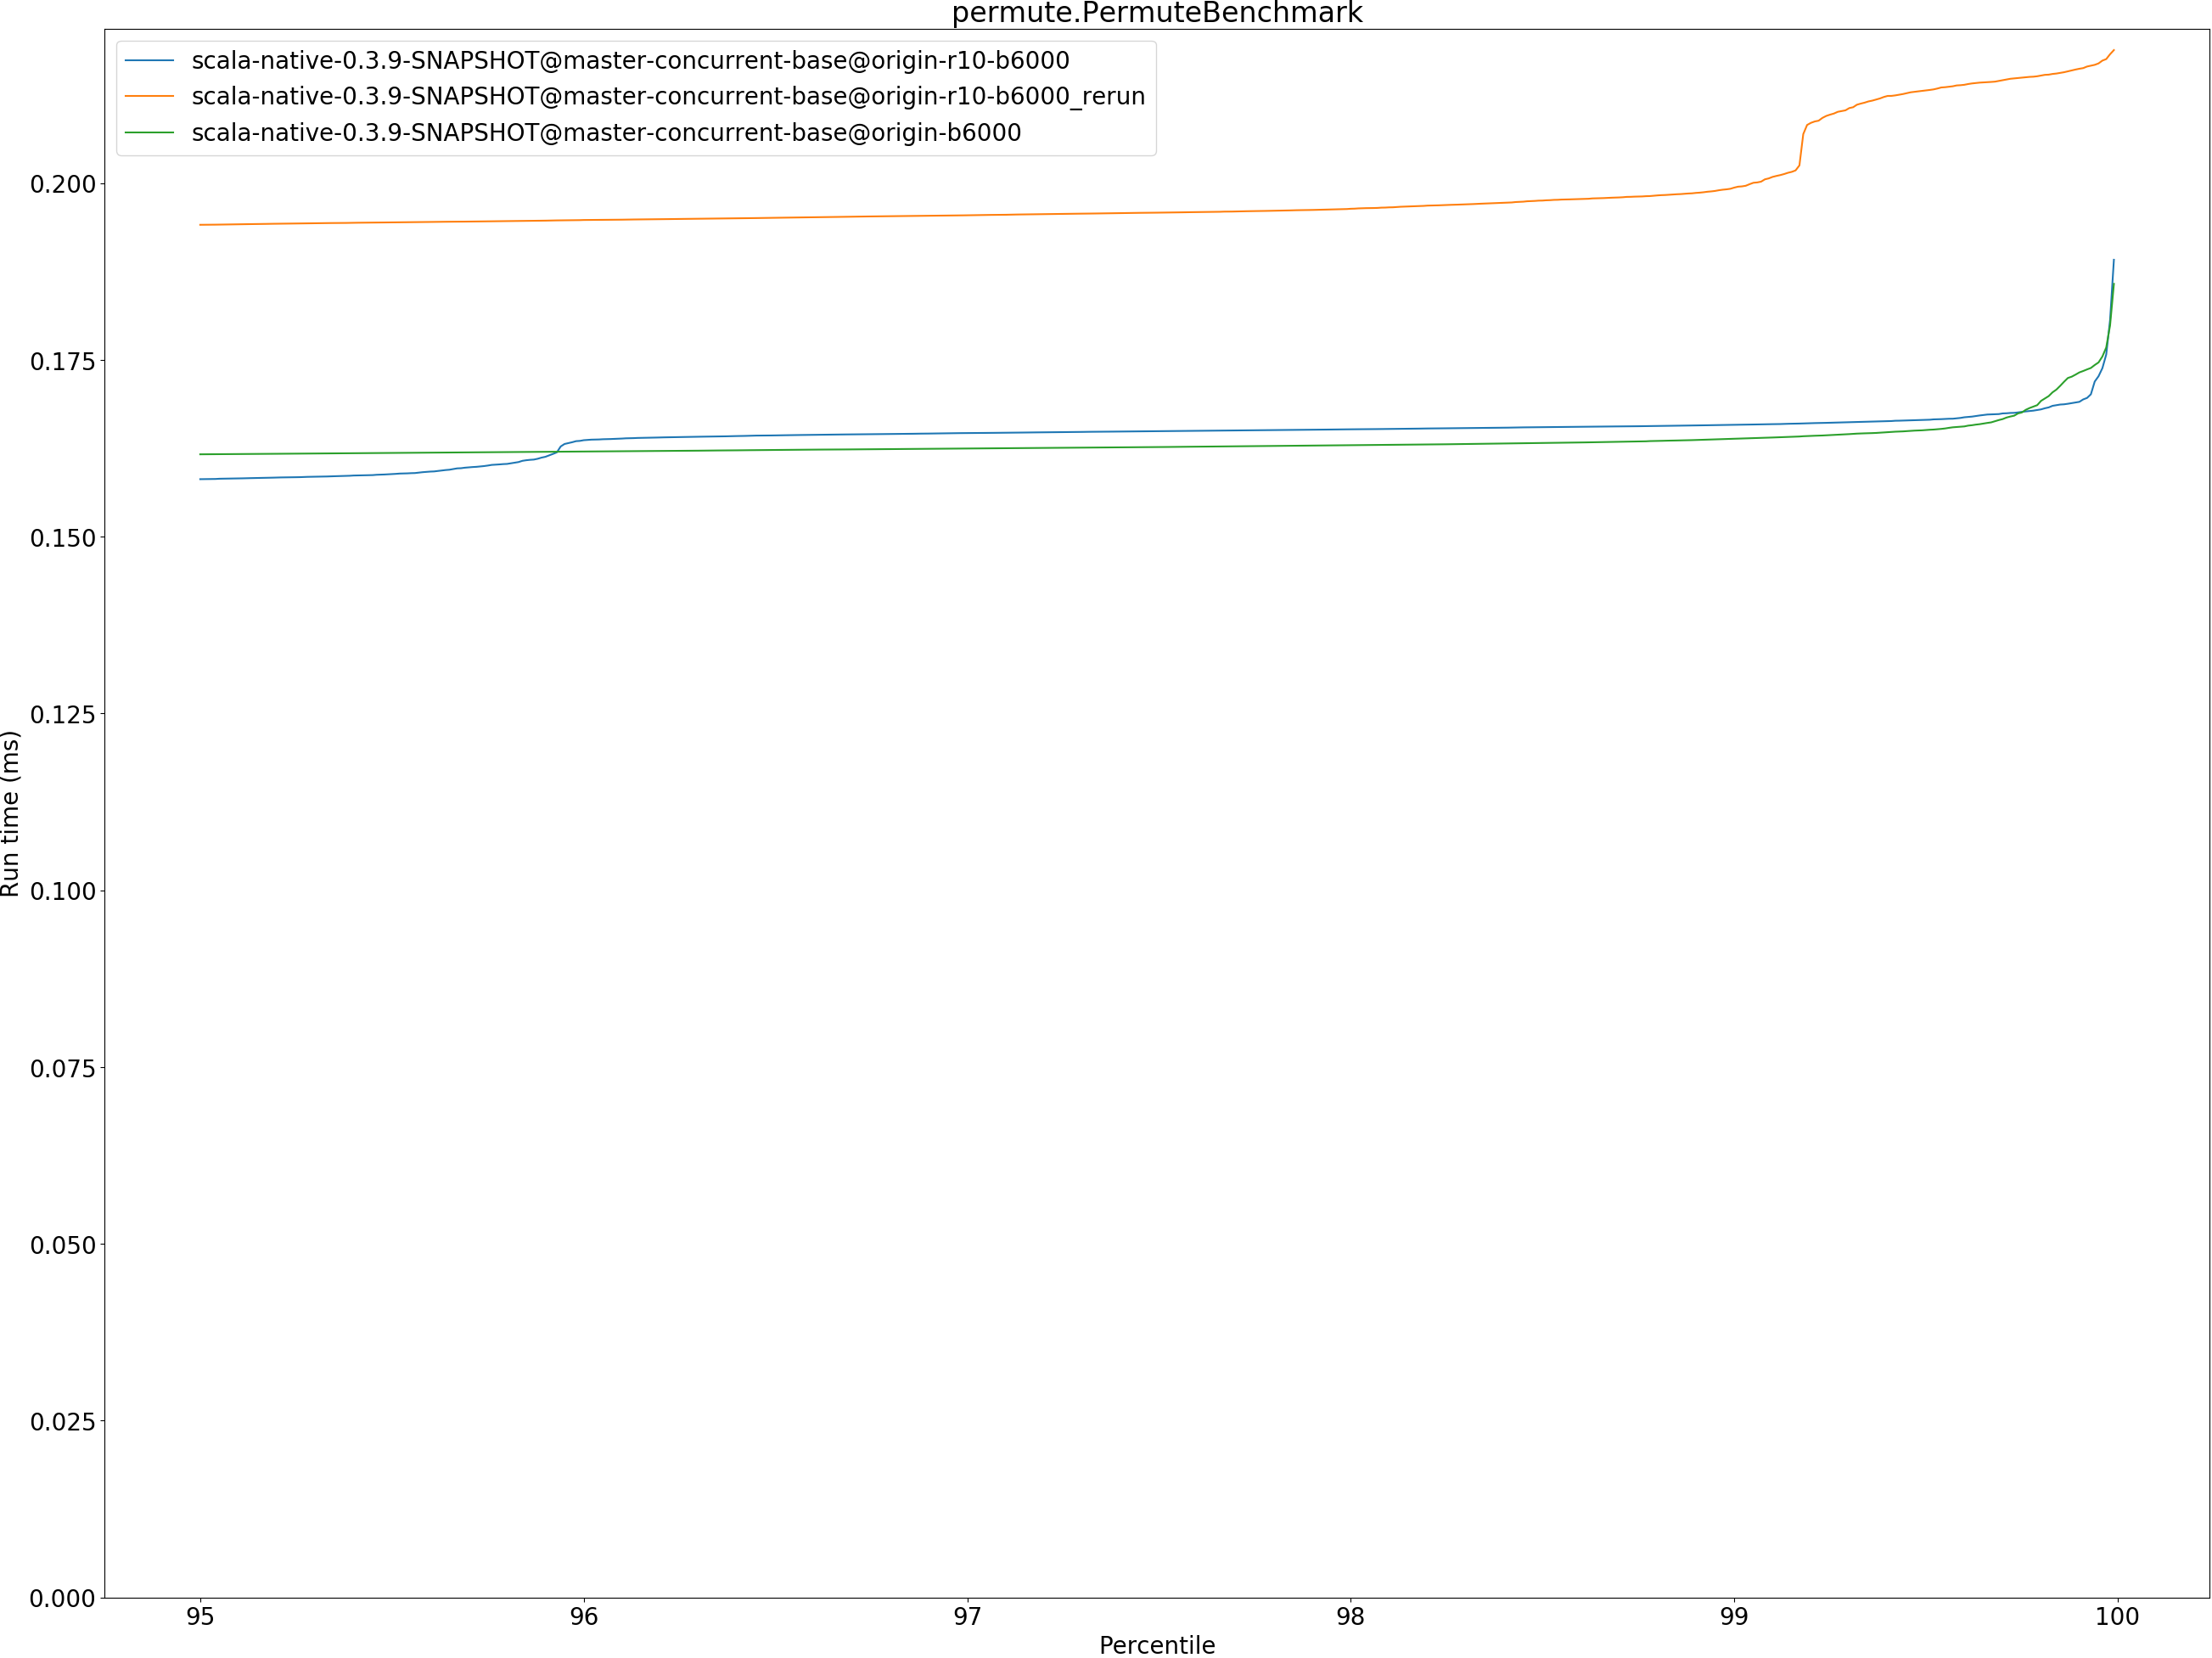 permute.PermuteBenchmark
scala-native-0.3.9-SNAPSHOT@master-concurrent-base@origin-r10-b6000
scala-native-0.3.9-SNAPSHOT@master-concurrent-base@origin-r10-b6000_rerun
scala-native-0.3.9-SNAPSHOT@master-concurrent-base@origin-b6000
0.200
0.175
0.150
0.125
0.100
0.075
0.050
0.025
0.000
Run time (ms)
95 96 97 98 99 100
Percentile